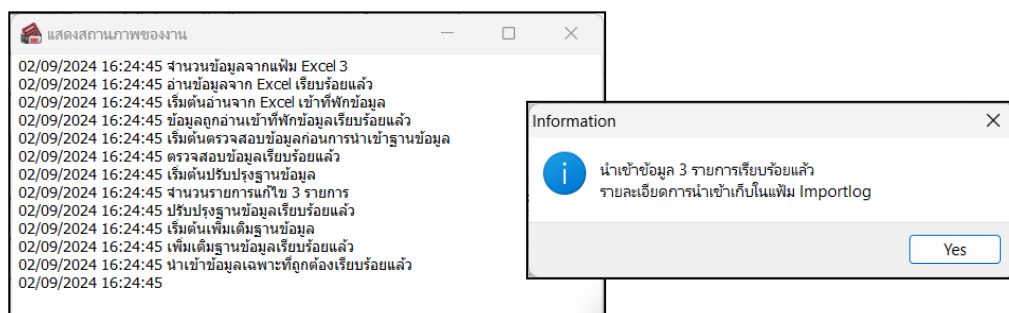 แสดงสถานภาพของงาน
02/09/2024 16:24:45 จำนวนข้อมูลจากแฟ้ม Excel 3
02/09/2024 16:24:45 อ่านข้อมูลจาก Excel เรียบร้อยแล้ว
02/09/2024 16:24:45 เริ่มต้นอ่านจาก Excel เข้าที่พักข้อมูล
02/09/2024 16:24:45 ข้อมูลถูกอ่านเข้าที่พักข้อมูลเรียบร้อยแล้ว
02/09/2024 16:24:45 เริ่มต้นตรวจสอบข้อมูลก่อนการนำเข้าฐานข้อมูล
02/09/2024 16:24:45 ตรวจสอบข้อมูลเรียบร้อยแล้ว
02/09/2024 16:24:45 เริ่มต้นปรับปรุงฐานข้อมูล
02/09/2024 16:24:45 จำนวนรายการแก้ไข 3 รายการ
02/09/2024 16:24:45 ปรับปรุงฐานข้อมูลเรียบร้อยแล้ว
02/09/2024 16:24:45 เริ่มต้นเพิ่มเติมฐานข้อมูล
02/09/2024 16:24:45 เพิ่มเติมฐานข้อมูลเรียบร้อยแล้ว
02/09/2024 16:24:45 นำเข้าข้อมูลเฉพาะที่ถูกต้องเรียบร้อยแล้ว
02/09/2024 16:24:45
Information
นำเข้าข้อมูล 3 รายการเรียบร้อยแล้ว
รายละเอียดการนำเข้าเก็บในแฟ้ม Importlog
Yes